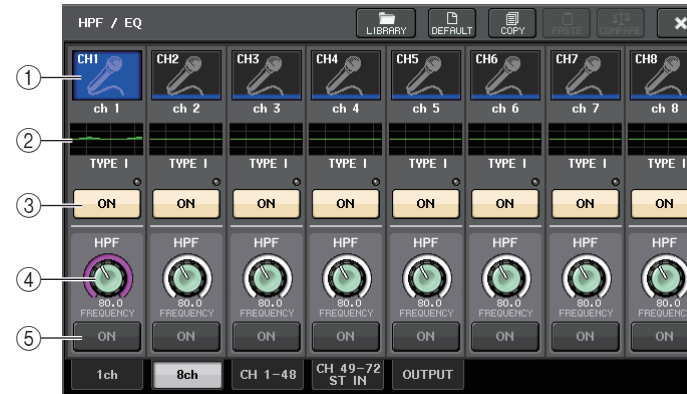 HPF / EQ
LIBRARY DEFAULT COPY PASTE COMPARE
① CH1 CH2 CH3 CH4 CH5 CH6 CH7 CH8
ch 1 ch 2 ch 3 ch 4 ch 5 ch 6 ch 7 ch 8
②
TYPE I TYPE I TYPE I TYPE I TYPE I TYPE I TYPE I TYPE I
③ ON ON ON ON ON ON ON ON
HPF HPF HPF HPF HPF HPF HPF HPF
④
80.0 80.0 80.0 80.0 80.0 80.0 80.0 80.0
FREQUENCY FREQUENCY FREQUENCY FREQUENCY FREQUENCY FREQUENCY FREQUENCY FREQUENC
⑤ ON ON ON ON ON ON ON ON
1ch 8ch CH 1-48 CH 49-72 OUTPUT
ST IN